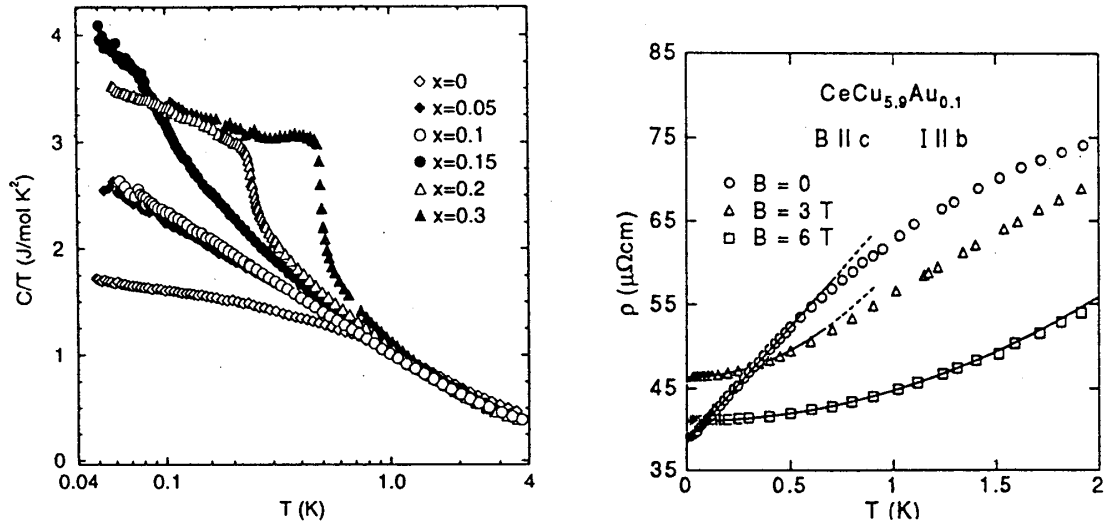 C/T (J/mol K²)
4
3
2
1
0
x=0
x=0.05
x=0.1
x=0.15
x=0.2
x=0.3
0.04
0.1
1.0
4
T (K)
ρ (μΩcm)
85
75
65
55
45
35
CeCu₅.₉Au₀.₁
B || c I || b
B = 0
B = 3 T
B = 6 T
0
0.5
1
1.5
2
T (K)